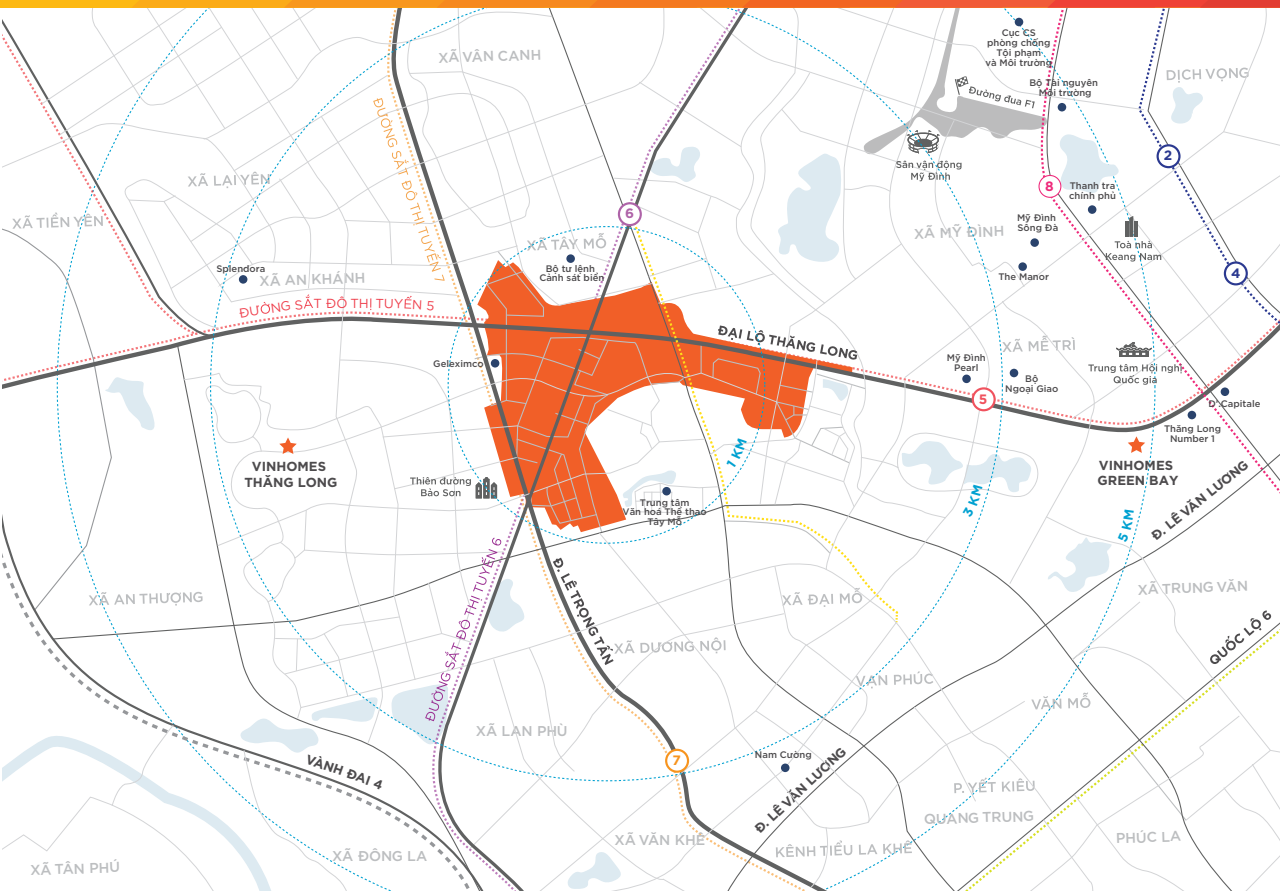 Cục CS
phòng chống
Tội phạm
và Môi trường
XÃ VÂN CANH
DỊCH VỌNG
Bộ Tài nguyên
Môi trường
Đường đua F1
ĐƯỜNG SẮT ĐÔ THỊ TUYẾN 7
2
Sân vận động
Mỹ Đình
XÃ LẠI YÊN
8
Thanh tra
chính phủ
6
XÃ TIỀN YÊN
Mỹ Đình
Sông Đà
XÃ MỸ ĐÌNH
XÃ TÂY MỖ
Toà nhà
Keang Nam
Splendora
XÃ AN KHÁNH
Bộ tư lệnh
Cảnh sát biển
The Manor
4
ĐƯỜNG SẮT ĐÔ THỊ TUYẾN 5
ĐẠI LỘ THĂNG LONG
XÃ MỄ TRÌ
Geleximco
Mỹ Đình
Pearl
Bộ
Ngoại Giao
Trung tâm Hội nghị
Quốc gia
5
D'.Capitale
Thăng Long
Number 1
1 KM
VINHOMES
THĂNG LONG
VINHOMES
GREEN BAY
Thiên đường
Bảo Sơn
3 KM
5 KM
Đ. LÊ VĂN LƯƠNG
Trung tâm
Văn hoá Thể thao
Tây Mỗ
ĐƯỜNG SẮT ĐÔ THỊ TUYẾN 6
Đ. LÊ TRỌNG TẤN
XÃ AN THƯỢNG
XÃ ĐẠI MỖ
XÃ TRUNG VĂN
QUỐC LỘ 6
XÃ DƯƠNG NỘI
VẠN PHÚC
VĂN MỖ
XÃ LAN PHÙ
VÀNH ĐAI 4
7
Nam Cường
Đ. LÊ VĂN LƯƠNG
P. YẾT KIÊU
QUANG TRUNG
XÃ VĂN KHÊ
PHÚC LA
KÊNH TIỂU LA KHÊ
XÃ ĐÔNG LA
XÃ TÂN PHÚ